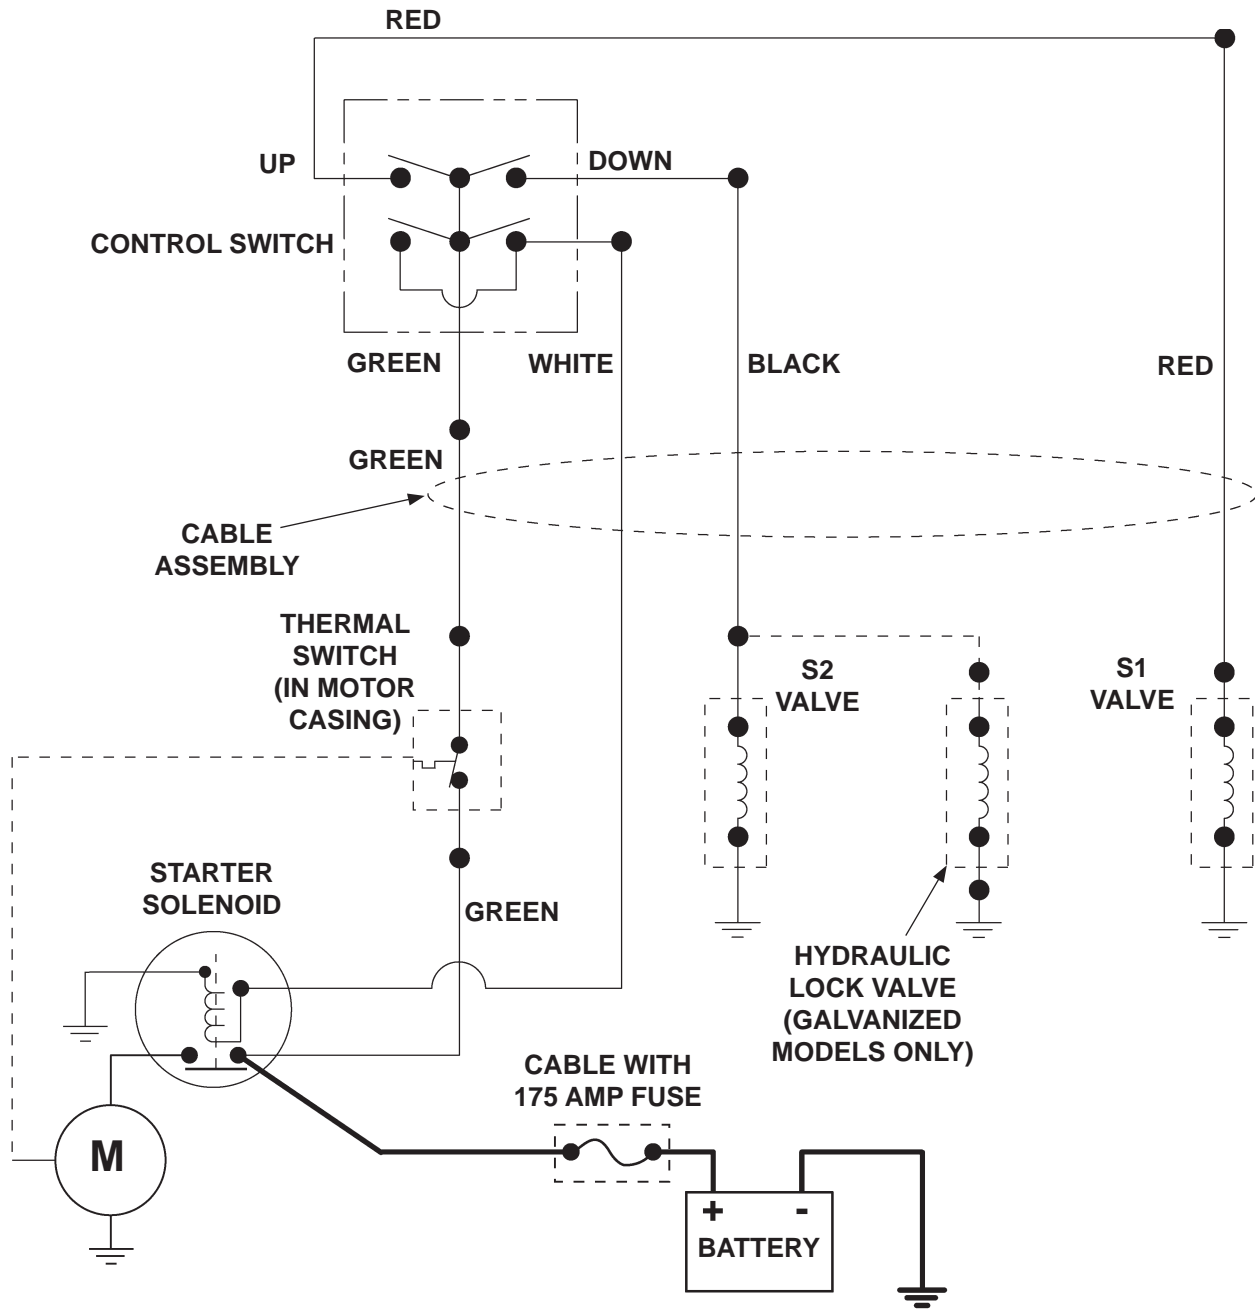 RED
UP
DOWN
CONTROL SWITCH
GREEN
WHITE
BLACK
RED
GREEN
CABLE
ASSEMBLY
THERMAL
SWITCH
(IN MOTOR
CASING)
S2
VALVE
S1
VALVE
STARTER
SOLENOID
GREEN
HYDRAULIC
LOCK VALVE
(GALVANIZED
MODELS ONLY)
CABLE WITH
175 AMP FUSE
M
+ -
BATTERY